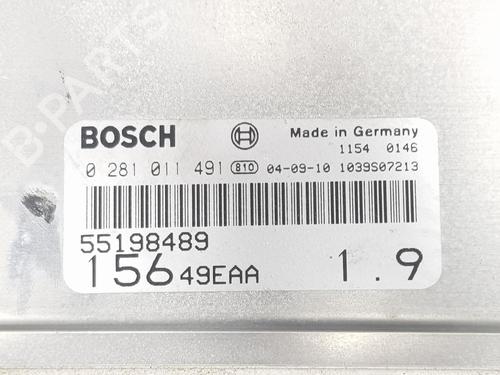 B-PARTS
BOSCH
Made in Germany
1154 0146
0 281 011 491 810 04-09-10 1039S07213
55198489
156 49EAA 1.9